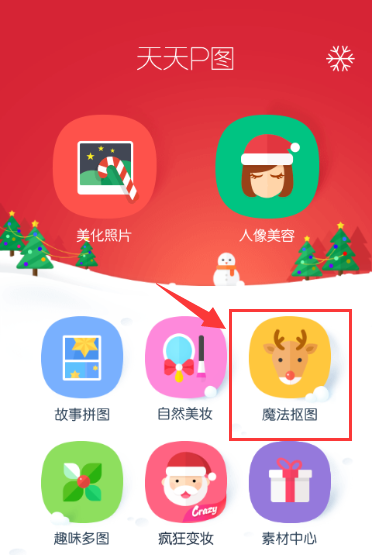 天天P图
美化照片
人像美容
故事拼图
自然美妆
魔法抠图
趣味多图
Crazy
疯狂变妆
素材中心